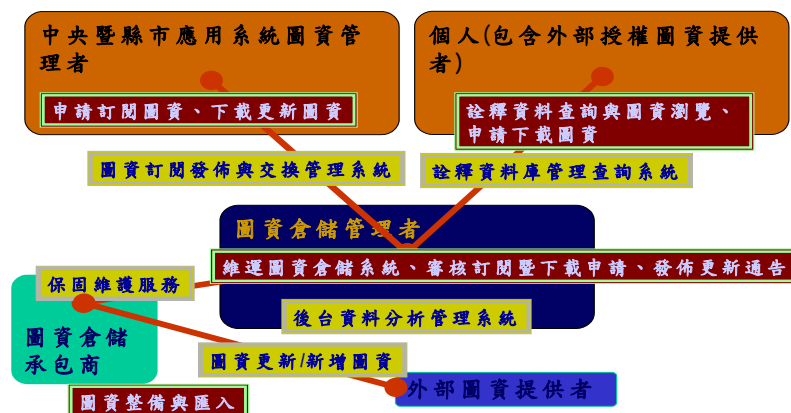 中央暨縣市應用系統圖資管
理者
個人(包含外部授權圖資提供
者)
申請訂閱圖資、下載更新圖資
詮釋資料查詢與圖資瀏覽、
申請下載圖資
圖資訂閱發佈與交換管理系統
詮釋資料庫管理查詢系統
圖資倉儲管理者
維運圖資倉儲系統、審核訂閱暨下載申請、發佈更新通告
保固維護服務
後台資料分析管理系統
圖資倉儲
承包商
圖資更新/新增圖資
外部圖資提供者
圖資整備與匯入